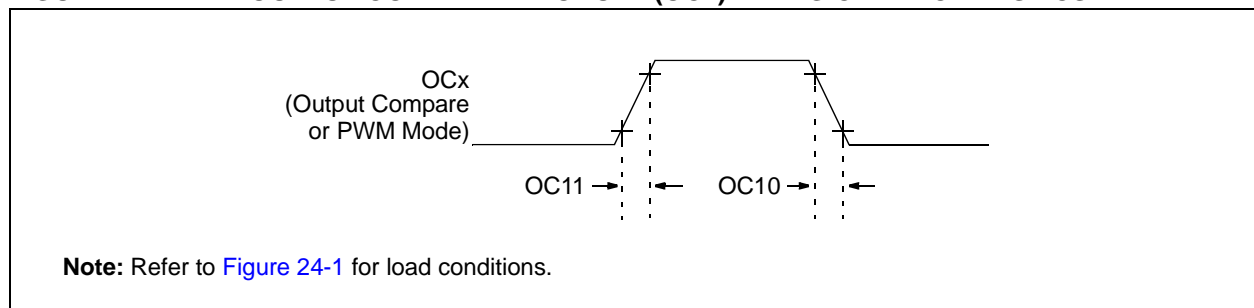 OCx
(Output Compare
or PWM Mode)
OC11
OC10
Note: Refer to Figure 24-1 for load conditions.